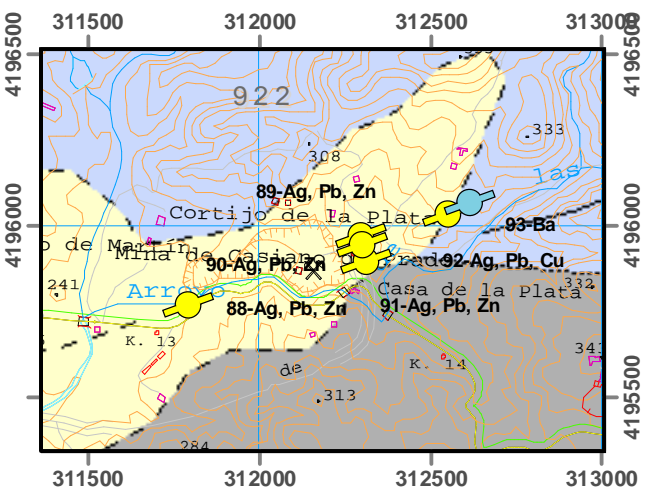 311500 312000 312500 313000
4196500
4196500
922
333
308
las
89-Ag, Pb, Zn
4196000
4196000
Cortijo de la Plata
93-Ba
o de Martin
Mina de Casiano
90-Ag, Pb, Zn
92-Ag, Pb, Cu
241
332
Arroyo
Casa de la Plata
88-Ag, Pb, Zn
91-Ag, Pb, Zn
K. 13
K. 14
de
313
4195500
4195500
284
311500 312000 312500 313000